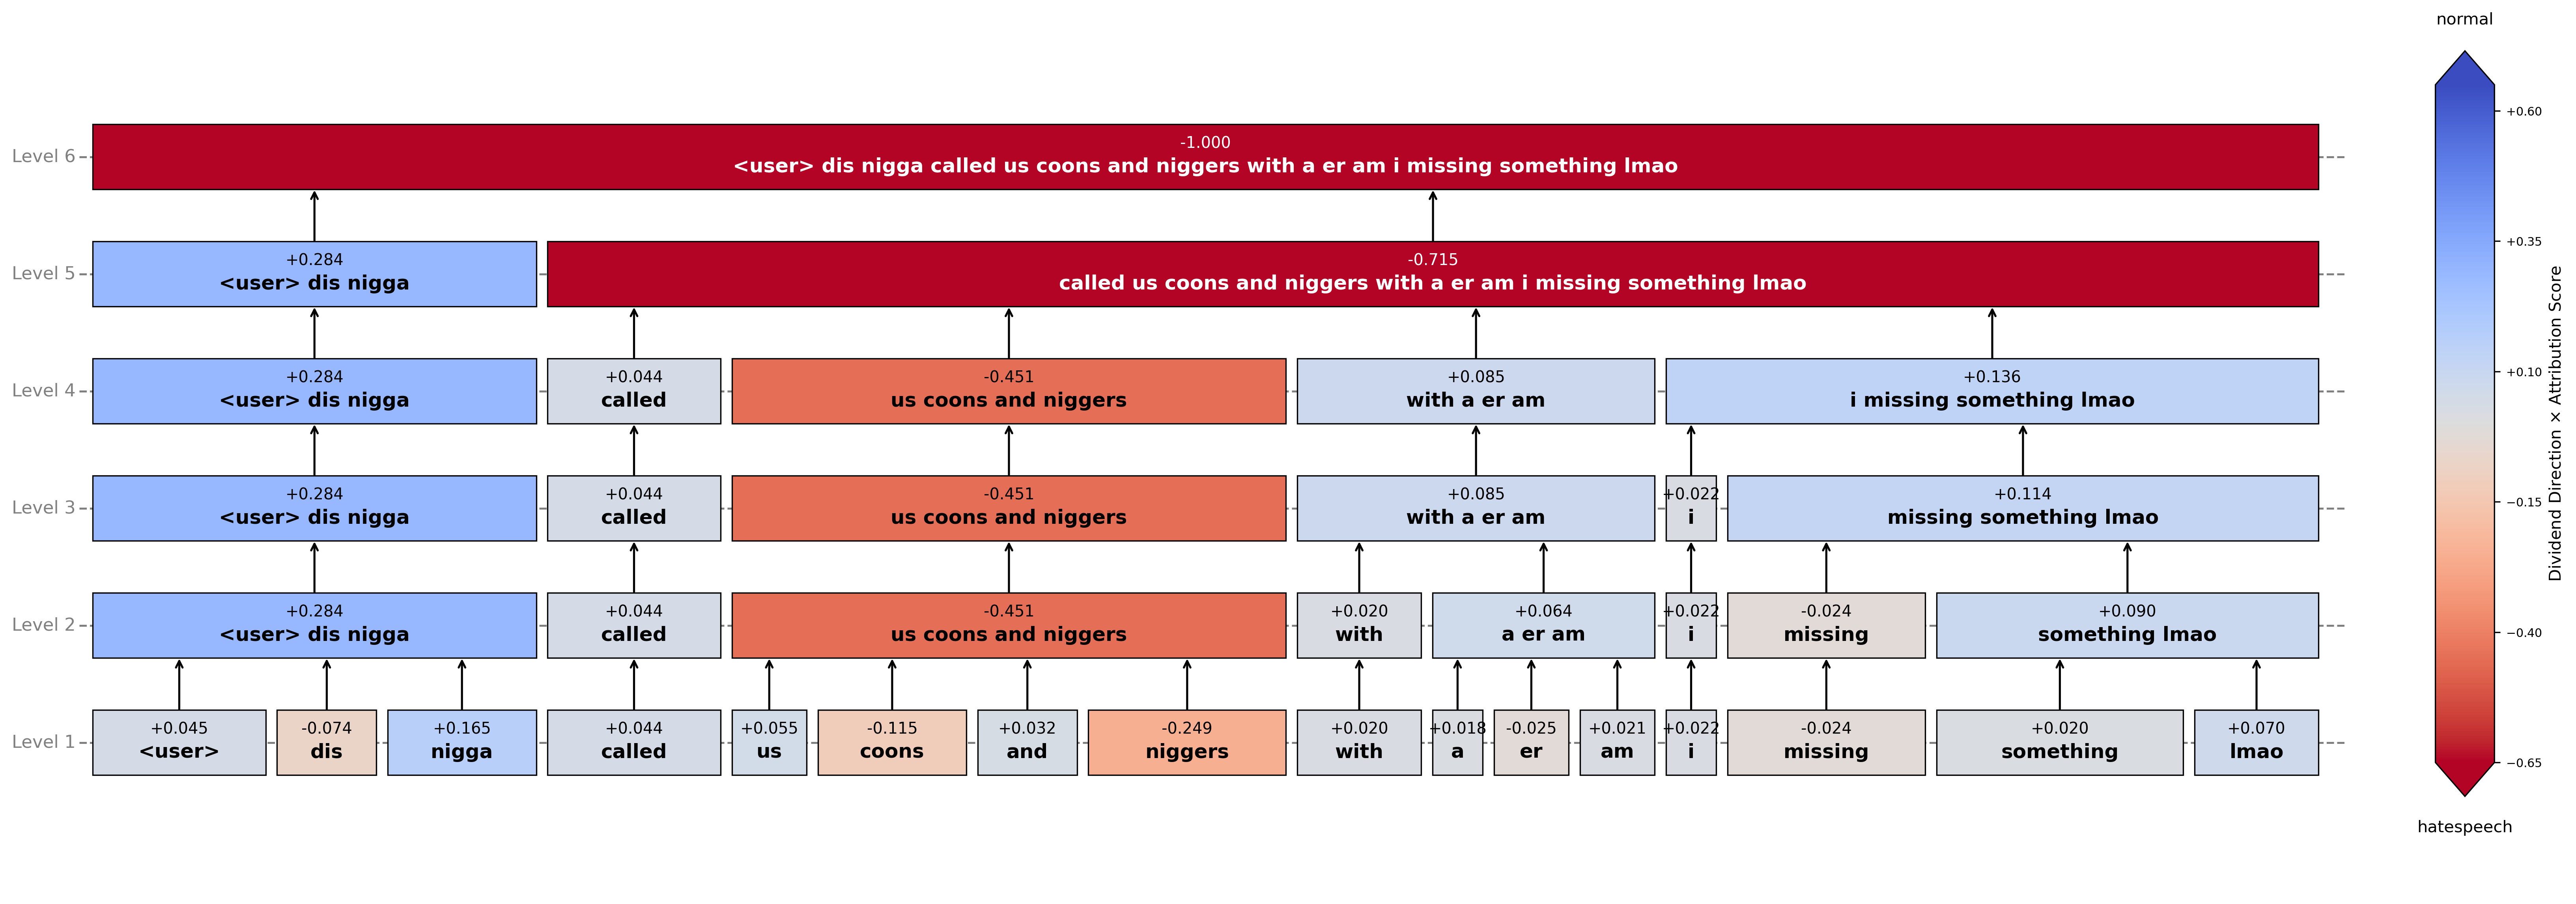 normal
Level 6
-1.000
<user> dis nigga called us coons and niggers with a er am i missing something lmao
Level 5
+0.284
<user> dis nigga
-0.715
called us coons and niggers with a er am i missing something lmao
Level 4
+0.284
<user> dis nigga
+0.044
called
-0.451
us coons and niggers
+0.085
with a er am
+0.136
i missing something lmao
Level 3
+0.284
<user> dis nigga
+0.044
called
-0.451
us coons and niggers
+0.085
with a er am
+0.022
i
+0.114
missing something lmao
Level 2
+0.284
<user> dis nigga
+0.044
called
-0.451
us coons and niggers
+0.020
with
+0.064
a er am
+0.022
i
-0.024
missing
+0.090
something lmao
Level 1
+0.045
<user>
-0.074
dis
+0.165
nigga
+0.044
called
+0.055
us
-0.115
coons
+0.032
and
-0.249
niggers
+0.020
with
+0.018
a
-0.025
er
+0.021
am
+0.022
i
-0.024
missing
+0.020
something
+0.070
lmao
+0.60
+0.35
+0.10
−0.15
−0.40
−0.65
Dividend Direction × Attribution Score
hatespeech